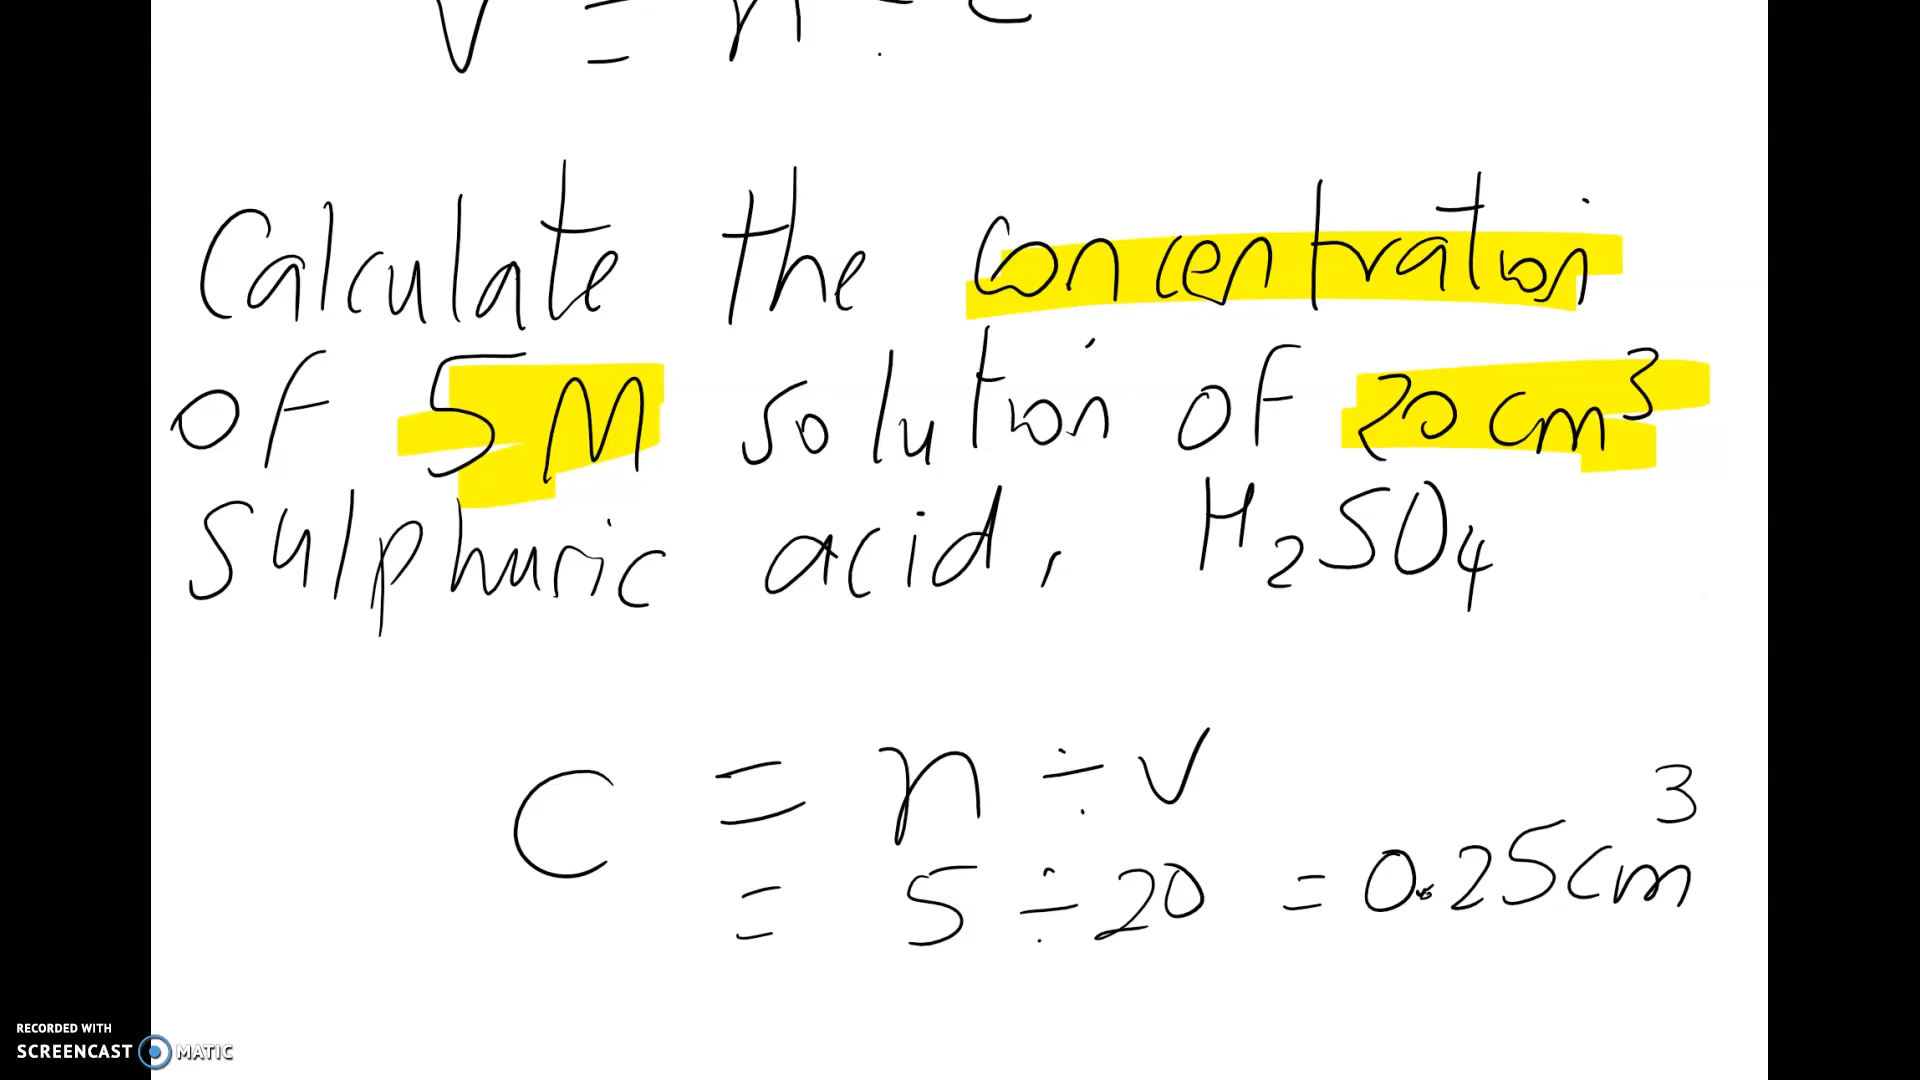 V = n ÷ c
Calculate the concentration
of 5 M solution of 20 cm³
sulphuric acid, H₂SO₄
C = n ÷ v
= 5 ÷ 20 = 0.25cm³
RECORDED WITH
SCREENCAST MATIC